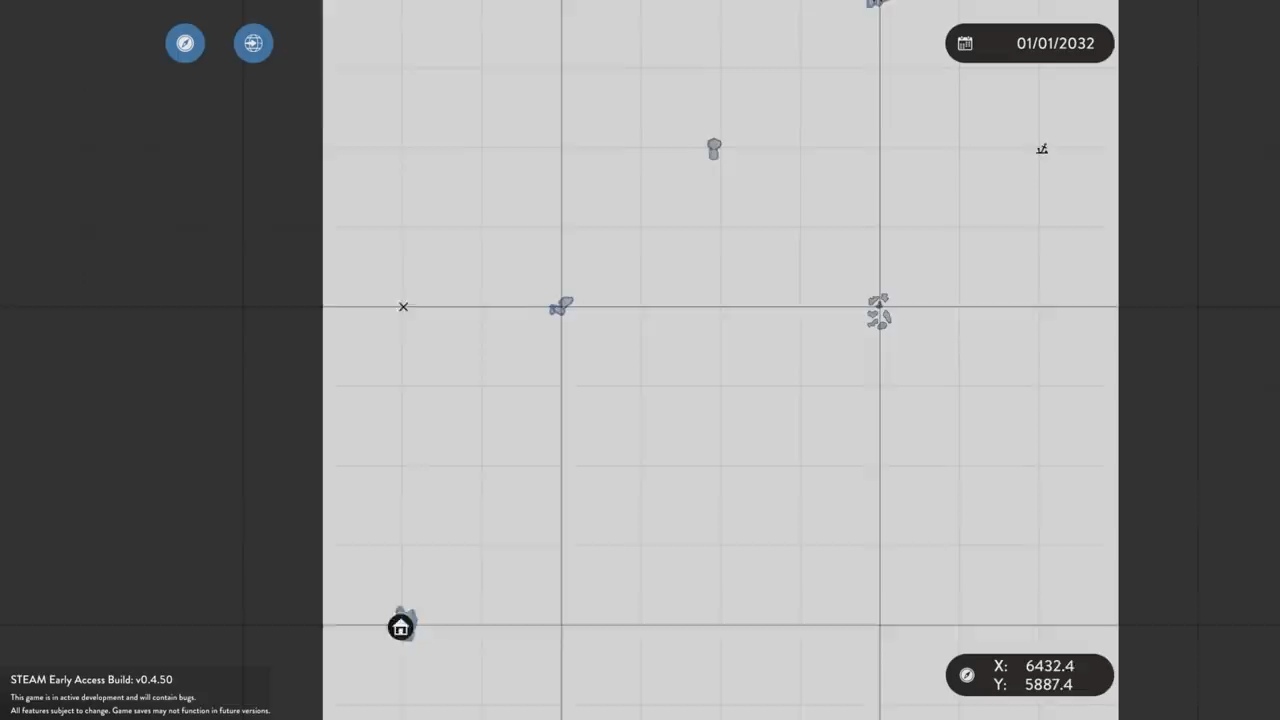 01/01/2032
X: 6432.4
Y: 5887.4
STEAM Early Access Build: v0.4.50
This game is in active development and will contain bugs.
All features subject to change. Game saves may not function in future versions.